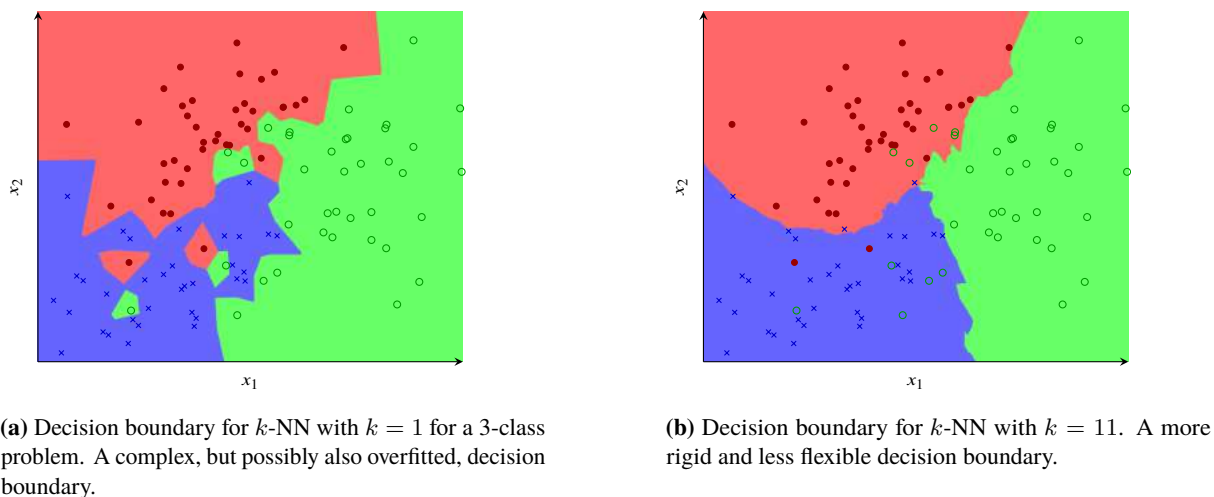 x₂
x₁
(a) Decision boundary for k-NN with k = 1 for a 3-class
problem. A complex, but possibly also overfitted, decision
boundary.
x₂
x₁
(b) Decision boundary for k-NN with k = 11. A more
rigid and less flexible decision boundary.